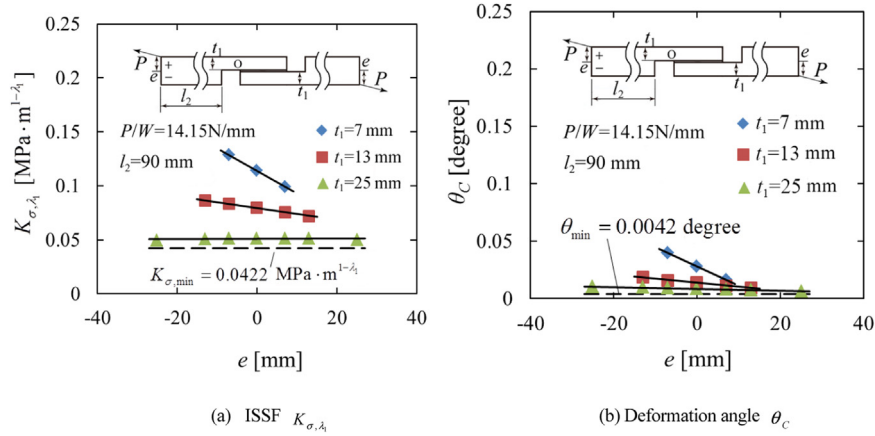 K_{σ,λ₁} [MPa·m^{1-λ₁}]
0.25
0.2
0.15
0.1
0.05
0
-40 -20 0 20 40
e [mm]
P
e
+
−
t₁
O
t₁
e
P
l₂
P/W=14.15N/mm
l₂=90 mm
t₁=7 mm
t₁=13 mm
t₁=25 mm
K_{σ,min} = 0.0422 MPa·m^{1-λ₁}
(a) ISSF K_{σ,λ₁}
θ_C [degree]
0.25
0.2
0.15
0.1
0.05
0
-40 -20 0 20 40
e [mm]
P
e
+
−
t₁
O
t₁
e
P
l₂
P/W=14.15N/mm
l₂=90 mm
t₁=7 mm
t₁=13 mm
t₁=25 mm
θ_min = 0.0042 degree
(b) Deformation angle θ_C